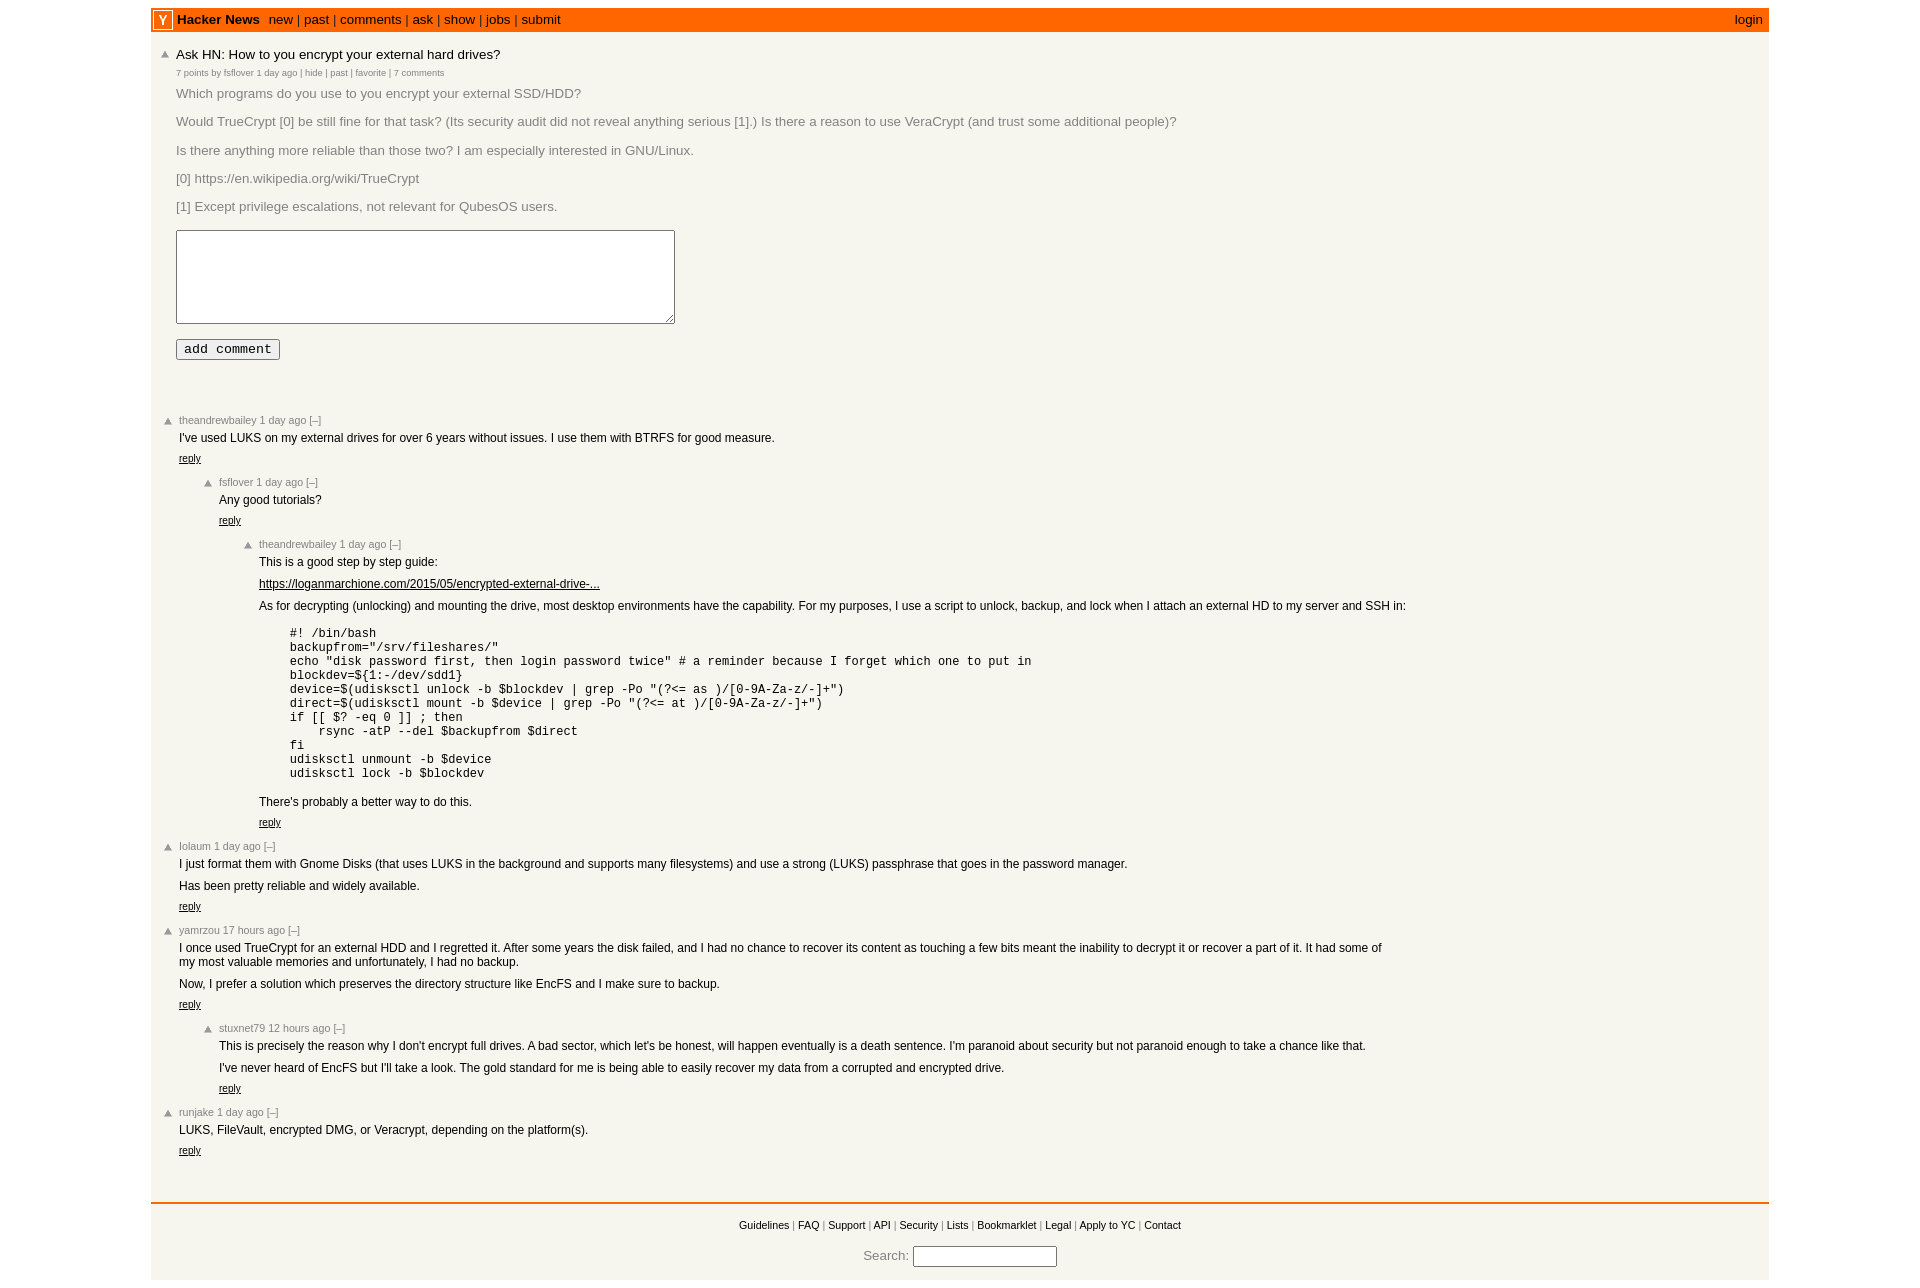 Y Hacker News new | past | comments | ask | show | jobs | submit login
Ask HN: How to you encrypt your external hard drives?
7 points by fsflover 1 day ago | hide | past | favorite | 7 comments
Which programs do you use to you encrypt your external SSD/HDD?
Would TrueCrypt [0] be still fine for that task? (Its security audit did not reveal anything serious [1].) Is there a reason to use VeraCrypt (and trust some additional people)?
Is there anything more reliable than those two? I am especially interested in GNU/Linux.
[0] https://en.wikipedia.org/wiki/TrueCrypt
[1] Except privilege escalations, not relevant for QubesOS users.
add comment
theandrewbailey 1 day ago [–]
I've used LUKS on my external drives for over 6 years without issues. I use them with BTRFS for good measure.
reply
fsflover 1 day ago [–]
Any good tutorials?
reply
theandrewbailey 1 day ago [–]
This is a good step by step guide:
https://loganmarchione.com/2015/05/encrypted-external-drive-...
As for decrypting (unlocking) and mounting the drive, most desktop environments have the capability. For my purposes, I use a script to unlock, backup, and lock when I attach an external HD to my server and SSH in:
#! /bin/bash
backupfrom="/srv/fileshares/"
echo "disk password first, then login password twice" # a reminder because I forget which one to put in
blockdev=${1:-/dev/sdd1}
device=$(udisksctl unlock -b $blockdev | grep -Po "(?<= as )/[0-9A-Za-z/-]+")
direct=$(udisksctl mount -b $device | grep -Po "(?<= at )/[0-9A-Za-z/-]+")
if [[ $? -eq 0 ]] ; then
    rsync -atP --del $backupfrom $direct
fi
udisksctl unmount -b $device
udisksctl lock -b $blockdev
There's probably a better way to do this.
reply
Iolaum 1 day ago [–]
I just format them with Gnome Disks (that uses LUKS in the background and supports many filesystems) and use a strong (LUKS) passphrase that goes in the password manager.
Has been pretty reliable and widely available.
reply
yamrzou 17 hours ago [–]
I once used TrueCrypt for an external HDD and I regretted it. After some years the disk failed, and I had no chance to recover its content as touching a few bits meant the inability to decrypt it or recover a part of it. It had some of
my most valuable memories and unfortunately, I had no backup.
Now, I prefer a solution which preserves the directory structure like EncFS and I make sure to backup.
reply
stuxnet79 12 hours ago [–]
This is precisely the reason why I don't encrypt full drives. A bad sector, which let's be honest, will happen eventually is a death sentence. I'm paranoid about security but not paranoid enough to take a chance like that.
I've never heard of EncFS but I'll take a look. The gold standard for me is being able to easily recover my data from a corrupted and encrypted drive.
reply
runjake 1 day ago [–]
LUKS, FileVault, encrypted DMG, or Veracrypt, depending on the platform(s).
reply
Guidelines | FAQ | Support | API | Security | Lists | Bookmarklet | Legal | Apply to YC | Contact
Search: